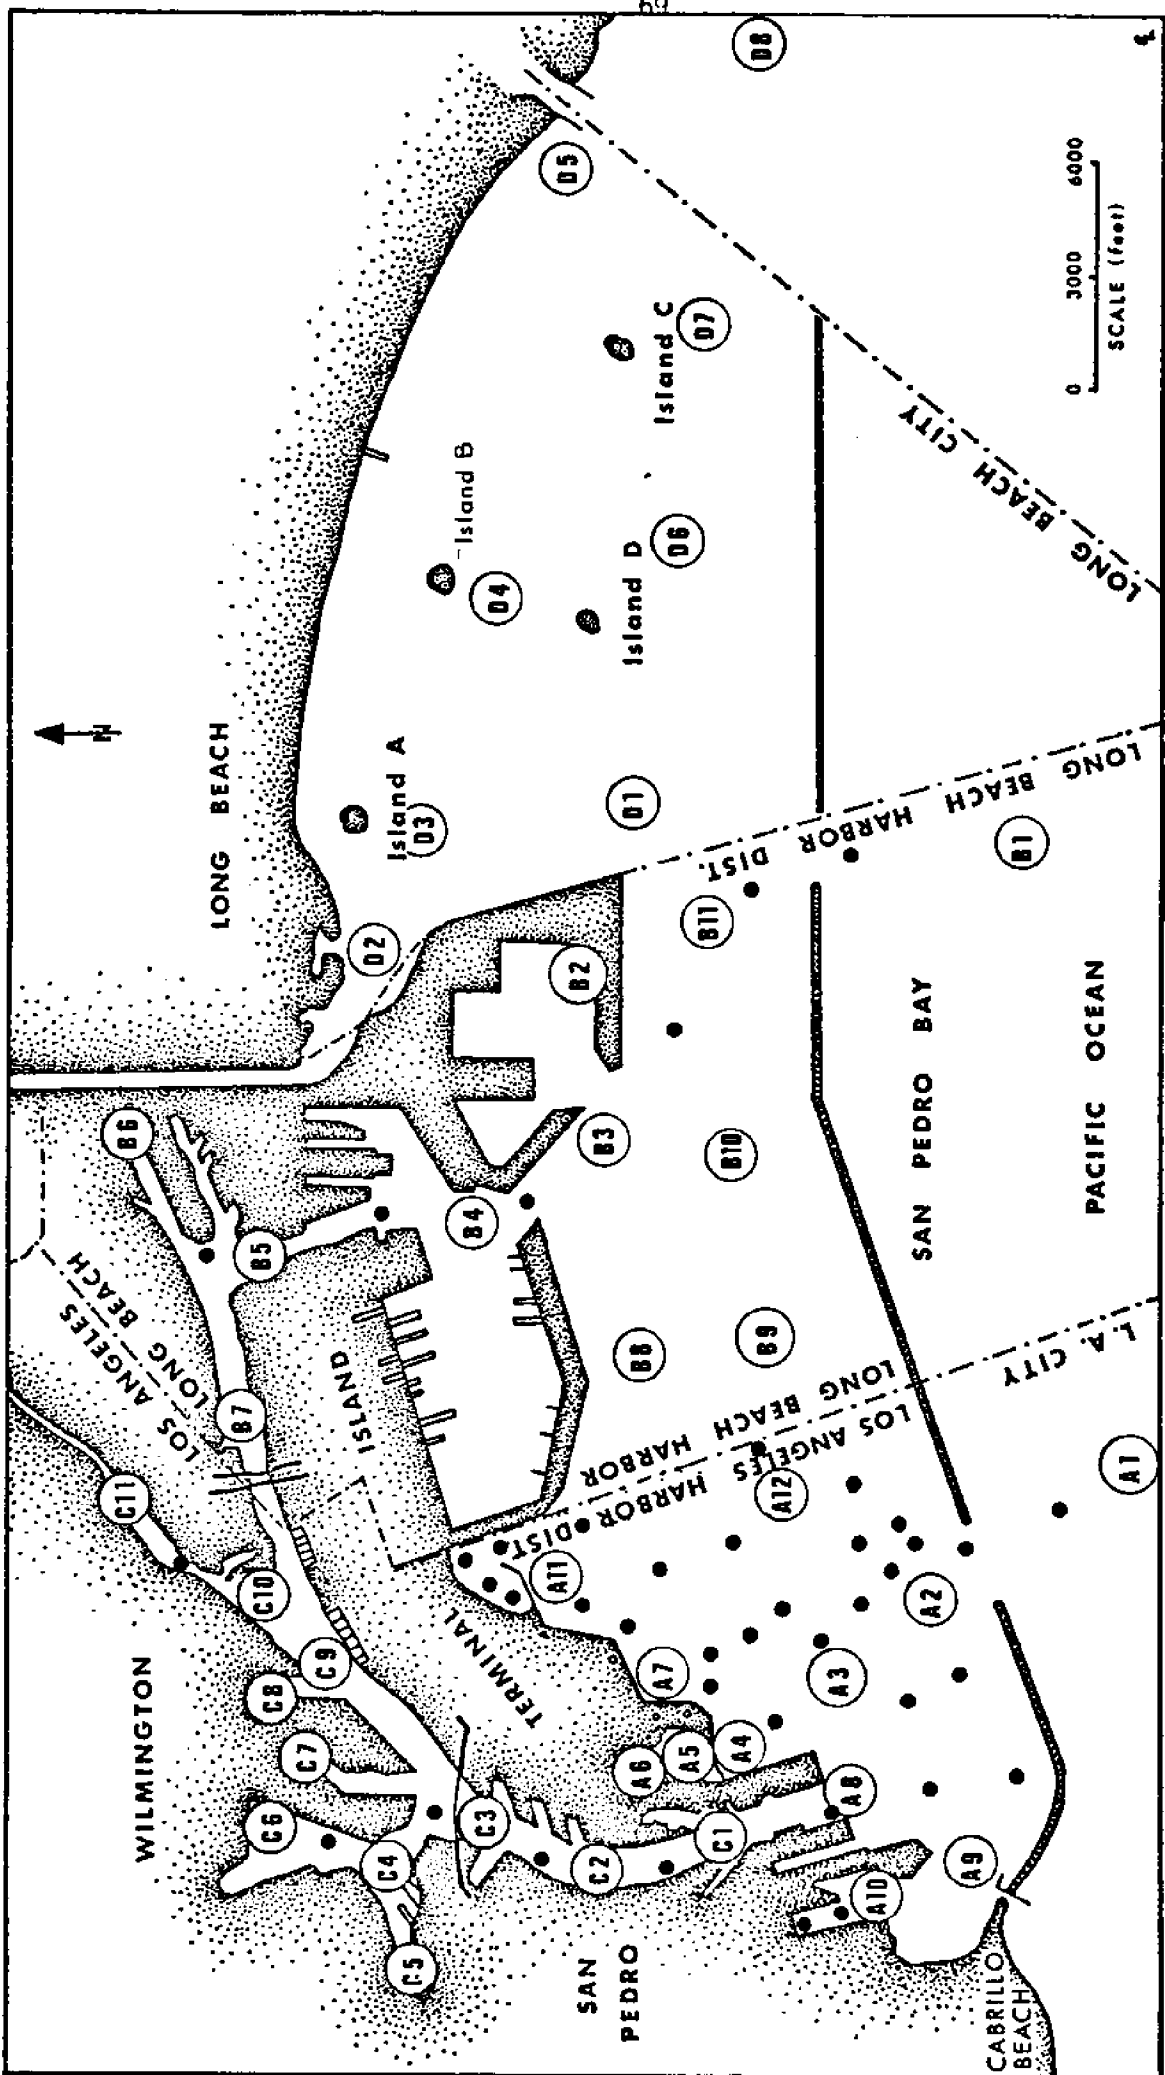 69
WILMINGTON
LONG BEACH
N
LOS ANGELES
LONG BEACH
C11
C10
C9
C8
C7
C6
C5
C4
C3
C2
C1
B7
B6
B5
B4
B3
B2
TERMINAL
ISLAND
SAN
PEDRO
CABRILLO
BEACH
A6
A5
A4
A7
A8
A9
A10
A11
A12
A3
A2
A1
B8
B9
B10
B11
B1
LONG BEACH HARBOR
LOS ANGELES HARBOR DIST.
L.A. CITY
SAN PEDRO BAY
PACIFIC OCEAN
LONG BEACH HARBOR DIST.
LONG BEACH CITY
D2
Island A
D3
D1
Island B
D4
Island D
D6
Island C
D7
D5
D8
0 3000 6000
SCALE (feet)